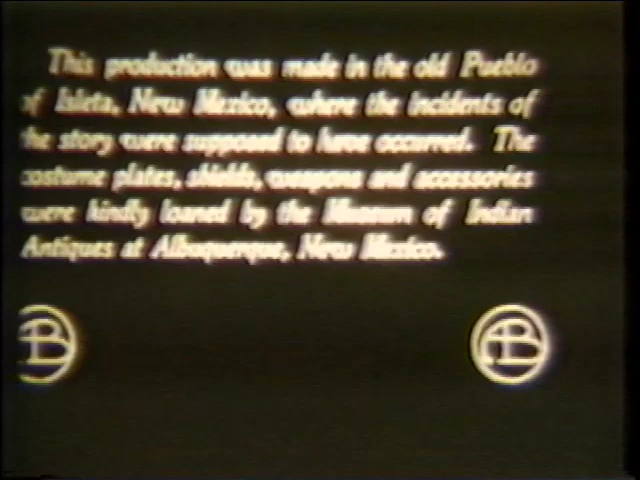 This production was made in the old Pueblo
of Isleta, New Mexico, where the incidents of
the story were supposed to have occurred. The
costume plates, shields, weapons and accessories
were kindly loaned by the Museum of Indian
Antiques at Albuquerque, New Mexico.
AB AB